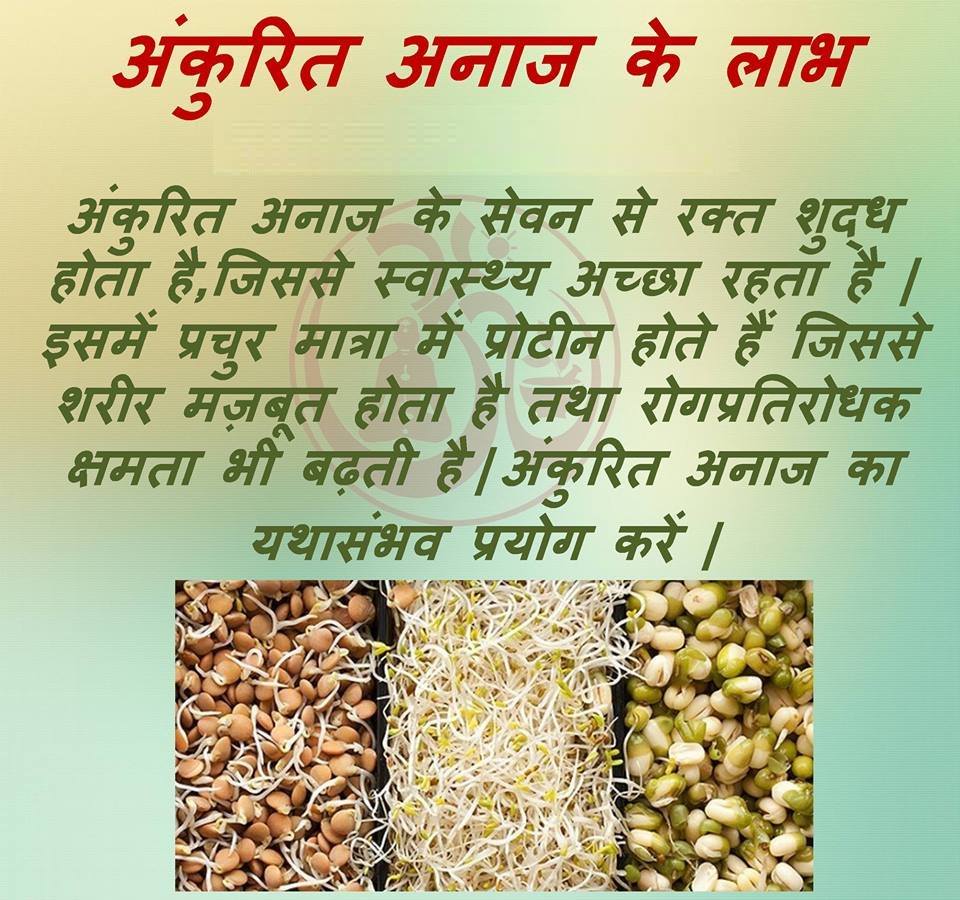 अंकुरित अनाज के लाभ
अंकुरित अनाज के सेवन से रक्त शुद्ध
होता है,जिससे स्वास्थ्य अच्छा रहता है |
इसमें प्रचुर मात्रा में प्रोटीन होते हैं जिससे
शरीर मज़बूत होता है तथा रोगप्रतिरोधक
क्षमता भी बढ़ती है|अंकुरित अनाज का
यथासंभव प्रयोग करें |